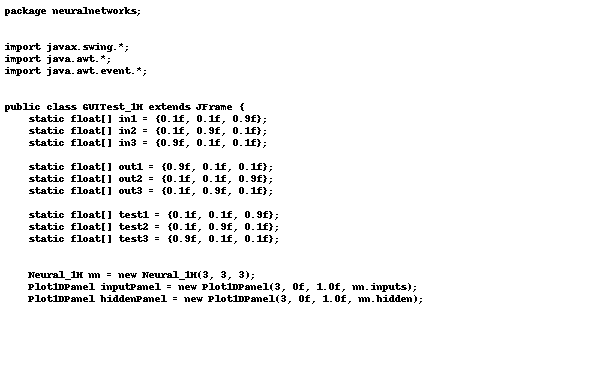 package neuralnetworks;
import javax.swing.*;
import java.awt.*;
import java.awt.event.*;
public class GUITest_1H extends JFrame {
static float[] in1 = {0.1f, 0.1f, 0.9f};
static float[] in2 = {0.1f, 0.9f, 0.1f};
static float[] in3 = {0.9f, 0.1f, 0.1f};
static float[] out1 = {0.9f, 0.1f, 0.1f};
static float[] out2 = {0.1f, 0.1f, 0.9f};
static float[] out3 = {0.1f, 0.9f, 0.1f};
static float[] test1 = {0.1f, 0.1f, 0.9f};
static float[] test2 = {0.1f, 0.9f, 0.1f};
static float[] test3 = {0.9f, 0.1f, 0.1f};
Neural_1H nn = new Neural_1H(3, 3, 3);
Plot1DPanel inputPanel = new Plot1DPanel(3, 0f, 1.0f, nn.inputs);
Plot1DPanel hiddenPanel = new Plot1DPanel(3, 0f, 1.0f, nn.hidden);